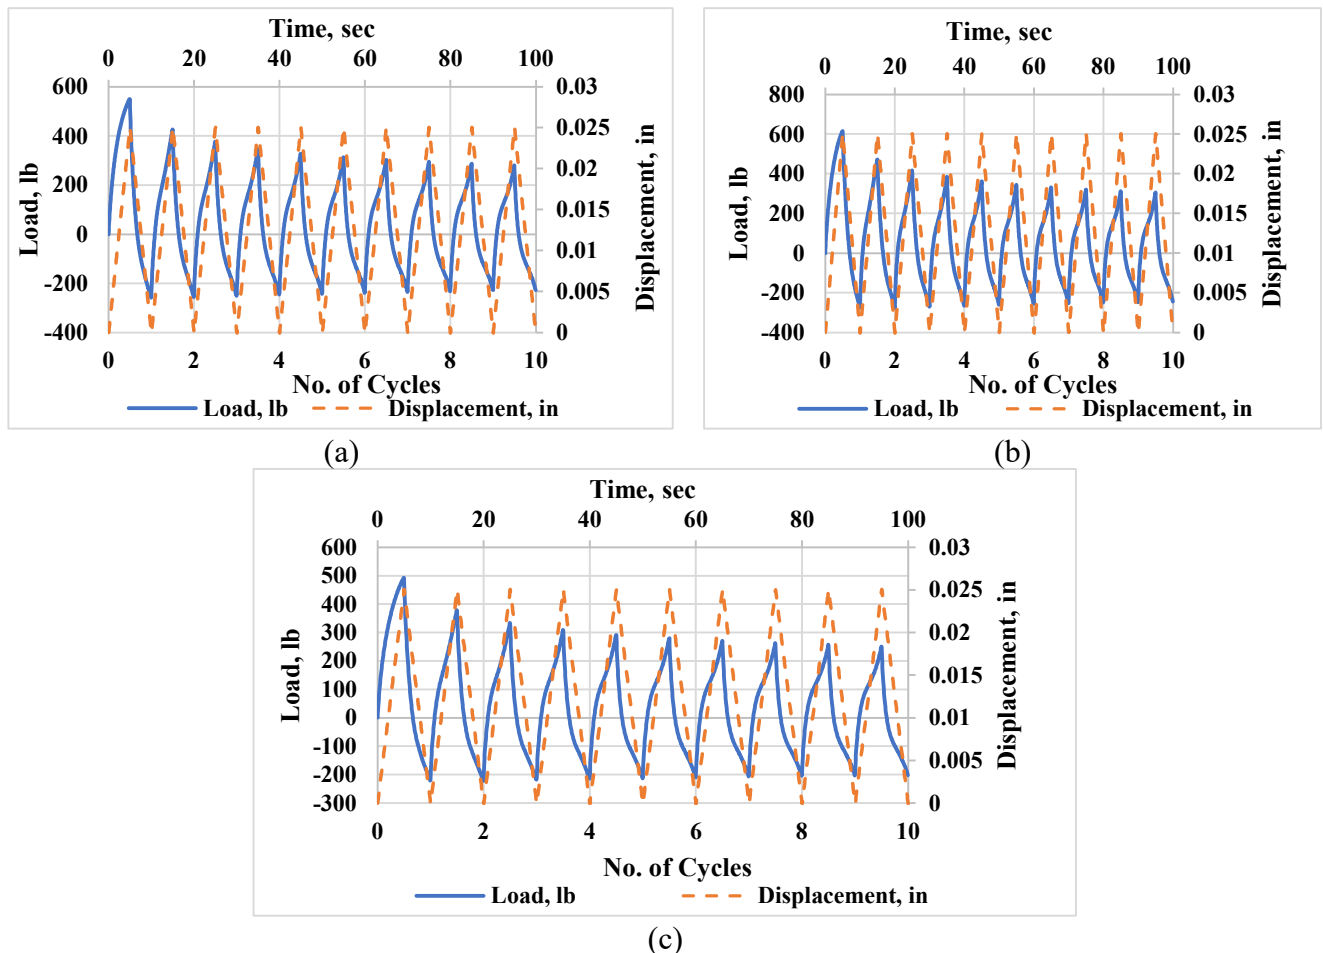 Time, sec
0 20 40 60 80 100
600 0.03
400 0.025
200 0.02
0 0.015
-200 0.01
-400 0.005
0
Load, lb
Displacement, in
0 2 4 6 8 10
No. of Cycles
Load, lb Displacement, in
(a)
Time, sec
0 20 40 60 80 100
800 0.03
600 0.025
400 0.02
200 0.015
0 0.01
-200 0.005
-400 0
Load, lb
Displacement, in
0 2 4 6 8 10
No. of Cycles
Load, lb Displacement, in
(b)
Time, sec
0 20 40 60 80 100
600 0.03
500 0.025
400 0.02
300 0.015
200 0.01
100 0.005
0 0
-100
-200
-300
Load, lb
Displacement, in
0 2 4 6 8 10
No. of Cycles
Load, lb Displacement, in
(c)